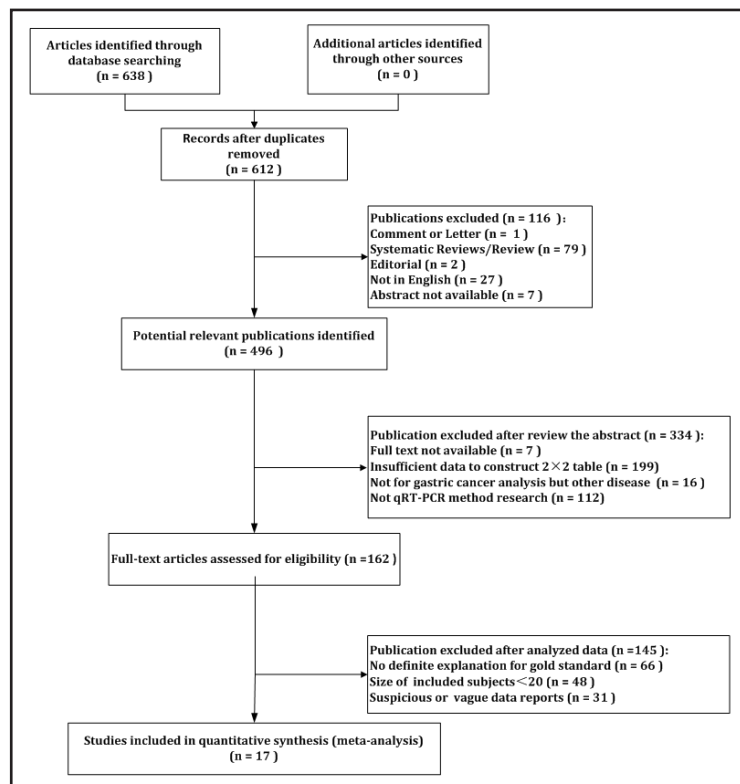 Articles identified through
database searching
(n = 638 )
Additional articles identified
through other sources
(n = 0 )
Records after duplicates
removed
(n = 612 )
Publications excluded (n = 116 ):
Comment or Letter (n = 1 )
Systematic Reviews/Review (n = 79 )
Editorial (n = 2 )
Not in English (n = 27 )
Abstract not available (n = 7 )
Potential relevant publications identified
(n = 496 )
Publication excluded after review the abstract (n = 334 ):
Full text not available (n = 7 )
Insufficient data to construct 2×2 table (n = 199)
Not for gastric cancer analysis but other disease (n = 16 )
Not qRT-PCR method research (n = 112)
Full-text articles assessed for eligibility (n =162 )
Publication excluded after analyzed data (n =145 ):
No definite explanation for gold standard (n = 66 )
Size of included subjects<20 (n = 48 )
Suspicious or vague data reports (n = 31 )
Studies included in quantitative synthesis (meta-analysis)
(n = 17 )